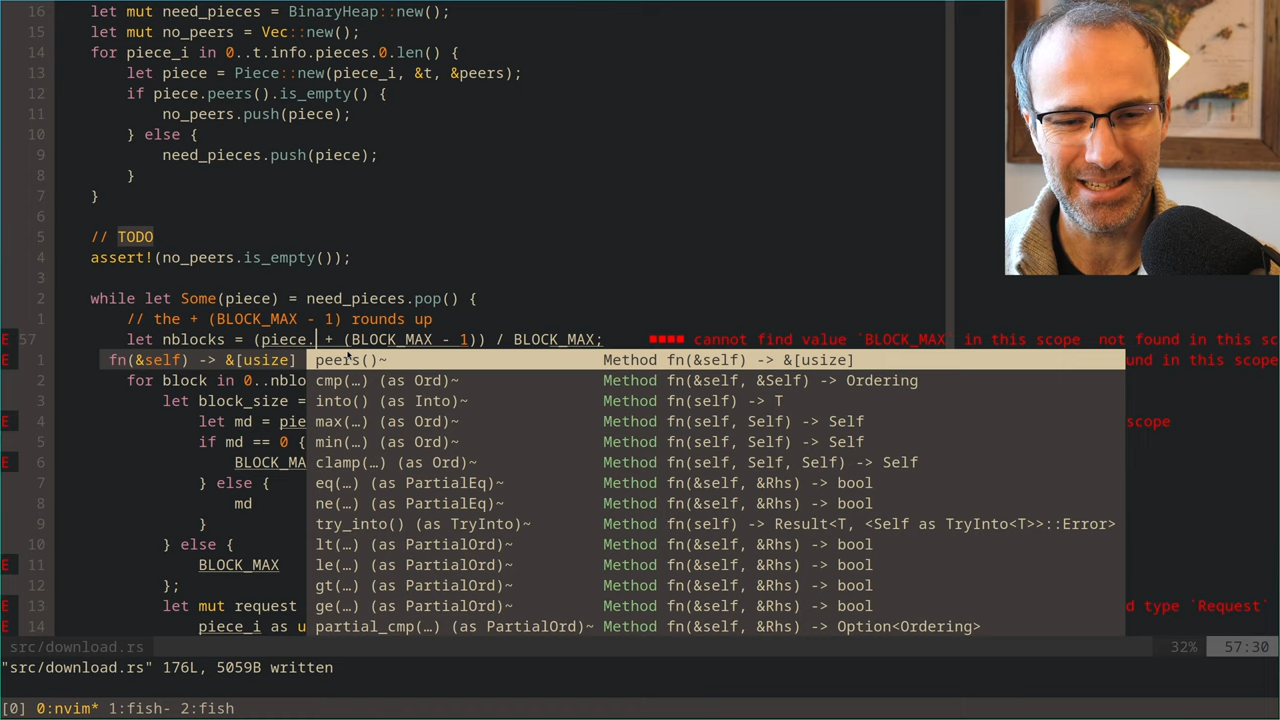 16 let mut need_pieces = BinaryHeap::new();
15 let mut no_peers = Vec::new();
14 for piece_i in 0..t.info.pieces.0.len() {
13 let piece = Piece::new(piece_i, &t, &peers);
12 if piece.peers().is_empty() {
11 no_peers.push(piece);
10 } else {
9 need_pieces.push(piece);
8 }
7 }
6
5 // TODO
4 assert!(no_peers.is_empty());
3
2 while let Some(piece) = need_pieces.pop() {
1 // the + (BLOCK_MAX - 1) rounds up
E 57 let nblocks = (piece. + (BLOCK_MAX - 1)) / BLOCK_MAX; ■■■■ cannot find value `BLOCK_MAX` in this scope not found in this sc
E 1 fn(&self) -> &[usize] peers()~ Method fn(&self) -> &[usize] und in this scope
2 for block in 0..nblo cmp(…) (as Ord)~ Method fn(&self, &Self) -> Ordering
3 let block_size = into() (as Into)~ Method fn(self) -> T
E 4 let md = pie max(…) (as Ord)~ Method fn(self, Self) -> Self scope
5 if md == 0 { min(…) (as Ord)~ Method fn(self, Self) -> Self
E 6 BLOCK_MA clamp(…) (as Ord)~ Method fn(self, Self, Self) -> Self
7 } else { eq(…) (as PartialEq)~ Method fn(&self, &Rhs) -> bool
8 md ne(…) (as PartialEq)~ Method fn(&self, &Rhs) -> bool
9 } try_into() (as TryInto)~ Method fn(self) -> Result<T, <Self as TryInto<T>>::Error>
10 } else { lt(…) (as PartialOrd)~ Method fn(&self, &Rhs) -> bool
E 11 BLOCK_MAX le(…) (as PartialOrd)~ Method fn(&self, &Rhs) -> bool
12 }; gt(…) (as PartialOrd)~ Method fn(&self, &Rhs) -> bool
E 13 let mut request ge(…) (as PartialOrd)~ Method fn(&self, &Rhs) -> bool d type `Request`
E 14 piece_i as u partial_cmp(…) (as PartialOrd)~ Method fn(&self, &Rhs) -> Option<Ordering>
src/download.rs 32% 57:30
"src/download.rs" 176L, 5059B written
[0] 0:nvim* 1:fish- 2:fish